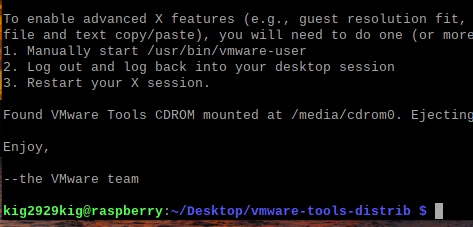 To enable advanced X features (e.g., guest resolution fit,
file and text copy/paste), you will need to do one (or more
1. Manually start /usr/bin/vmware-user
2. Log out and log back into your desktop session
3. Restart your X session.
Found VMware Tools CDROM mounted at /media/cdrom0. Ejecting
Enjoy,
--the VMware team
kig2929kig@raspberry:~/Desktop/vmware-tools-distrib $